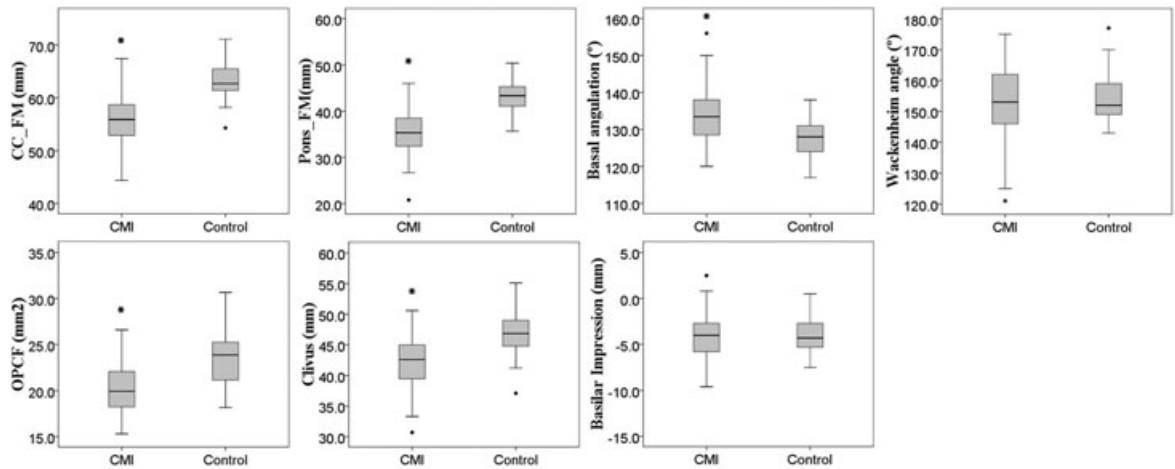 CC_FM (mm)
70.0
60.0
50.0
40.0
CMI Control
Pons_FM(mm)
60.0
50.0
40.0
30.0
20.0
CMI Control
Basal angulation (º)
160.0
150.0
140.0
130.0
120.0
110.0
CMI Control
Wackenheim angle (º)
180.0
170.0
160.0
150.0
140.0
130.0
120.0
CMI Control
OPCF (mm2)
35.0
30.0
25.0
20.0
15.0
CMI Control
Clivus (mm)
60.0
55.0
50.0
45.0
40.0
35.0
30.0
CMI Control
Basilar Impression (mm)
5.0
0.0
-5.0
-10.0
-15.0
CMI Control